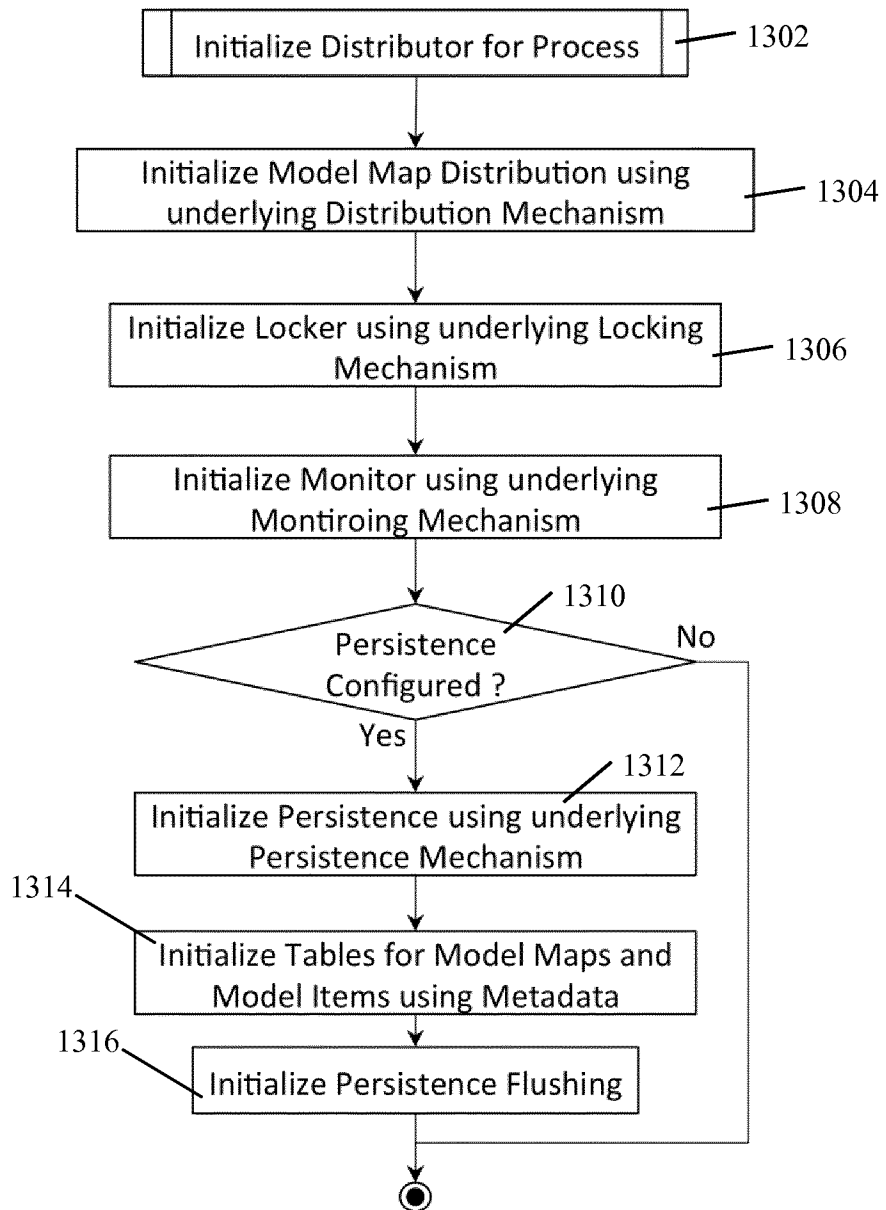 Initialize Distributor for Process
1302
Initialize Model Map Distribution using
underlying Distribution Mechanism
1304
Initialize Locker using underlying Locking
Mechanism
1306
Initialize Monitor using underlying
Montiroing Mechanism
1308
1310
Persistence
Configured ?
No
Yes
1312
Initialize Persistence using underlying
Persistence Mechanism
1314
Initialize Tables for Model Maps and
Model Items using Metadata
1316
Initialize Persistence Flushing